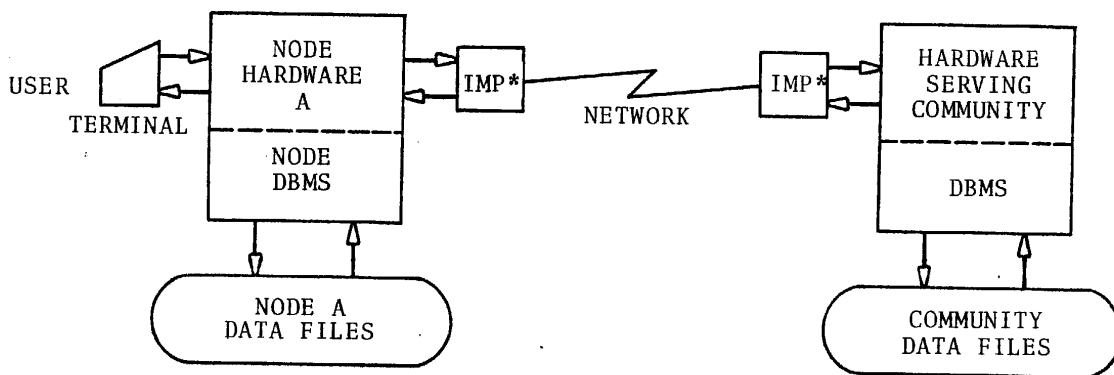 USER
TERMINAL
NODE
HARDWARE
A
NODE
DBMS
NODE A
DATA FILES
IMP*
NETWORK
IMP*
HARDWARE
SERVING
COMMUNITY
DBMS
COMMUNITY
DATA FILES